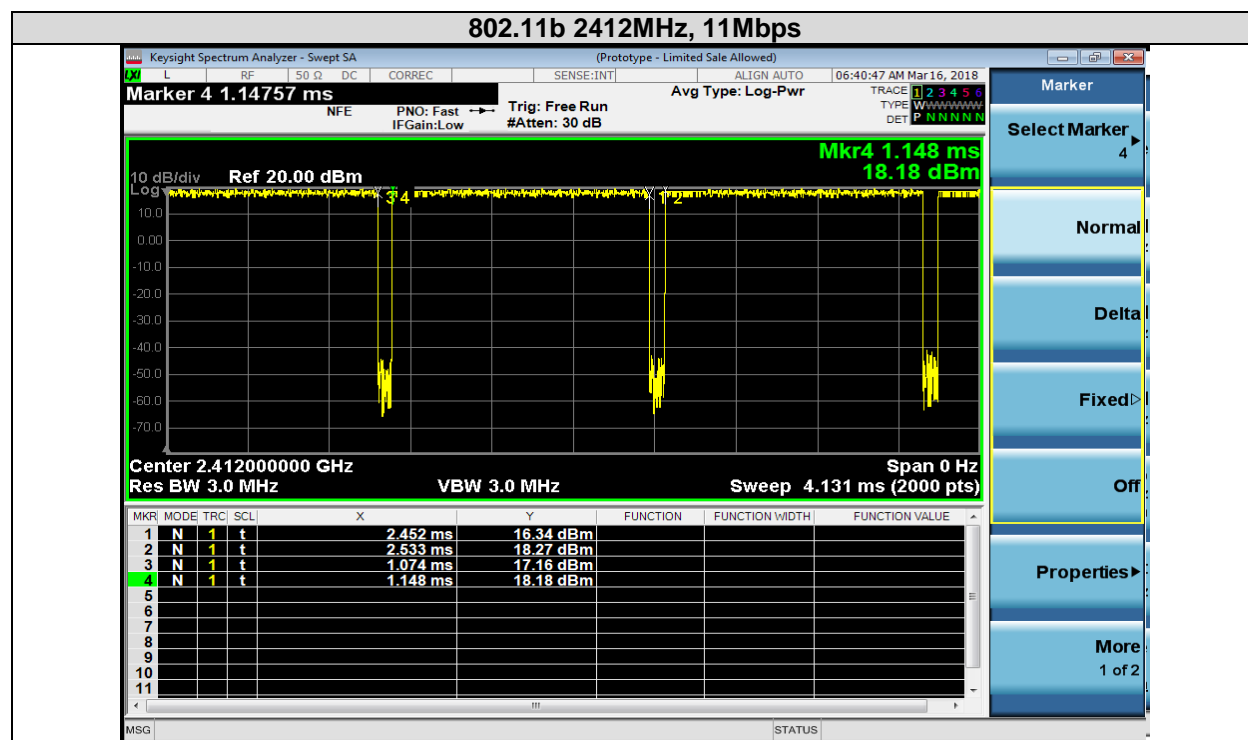 802.11b 2412MHz, 11Mbps
Keysight Spectrum Analyzer - Swept SA (Prototype - Limited Sale Allowed)
LXI L RF 50 Ω DC CORREC SENSE:INT ALIGN AUTO 06:40:47 AM Mar 16, 2018
Marker 4 1.14757 ms
NFE
PNO: Fast
IFGain:Low
Trig: Free Run
#Atten: 30 dB
Avg Type: Log-Pwr
TRACE 1 2 3 4 5 6
TYPE WWWWWWW
DET P N N N N N
Mkr4 1.148 ms
18.18 dBm
10 dB/div Ref 20.00 dBm
Log
10.0
0.00
-10.0
-20.0
-30.0
-40.0
-50.0
-60.0
-70.0
3 4 1 2
Center 2.412000000 GHz Span 0 Hz
Res BW 3.0 MHz VBW 3.0 MHz Sweep 4.131 ms (2000 pts)
MKR MODE TRC SCL X Y FUNCTION FUNCTION WIDTH FUNCTION VALUE
1 N 1 t 2.452 ms 16.34 dBm
2 N 1 t 2.533 ms 18.27 dBm
3 N 1 t 1.074 ms 17.16 dBm
4 N 1 t 1.148 ms 18.18 dBm
5
6
7
8
9
10
11
MSG STATUS
Marker
Select Marker
4
Normal
Delta
Fixed
Off
Properties
More
1 of 2